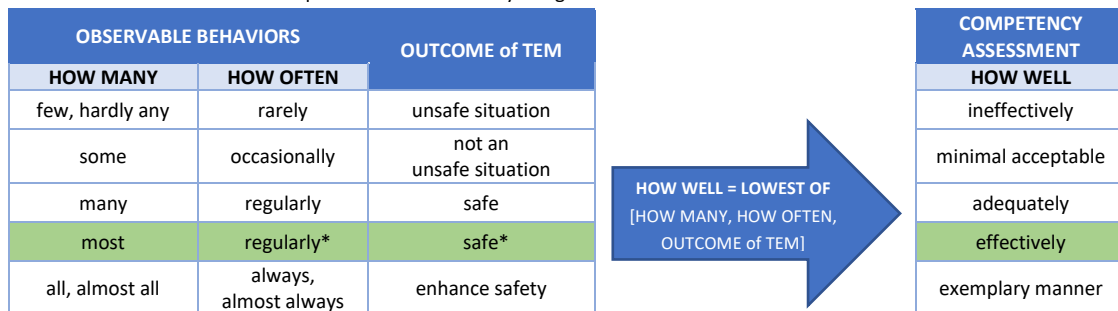 OBSERVABLE BEHAVIORS
OUTCOME of TEM
HOW MANY
HOW OFTEN
few, hardly any
rarely
unsafe situation
some
occasionally
not an
unsafe situation
many
regularly
safe
most
regularly*
safe*
all, almost all
always,
almost always
enhance safety
HOW WELL = LOWEST OF
[HOW MANY, HOW OFTEN,
OUTCOME of TEM]
COMPETENCY
ASSESSMENT
HOW WELL
ineffectively
minimal acceptable
adequately
effectively
exemplary manner